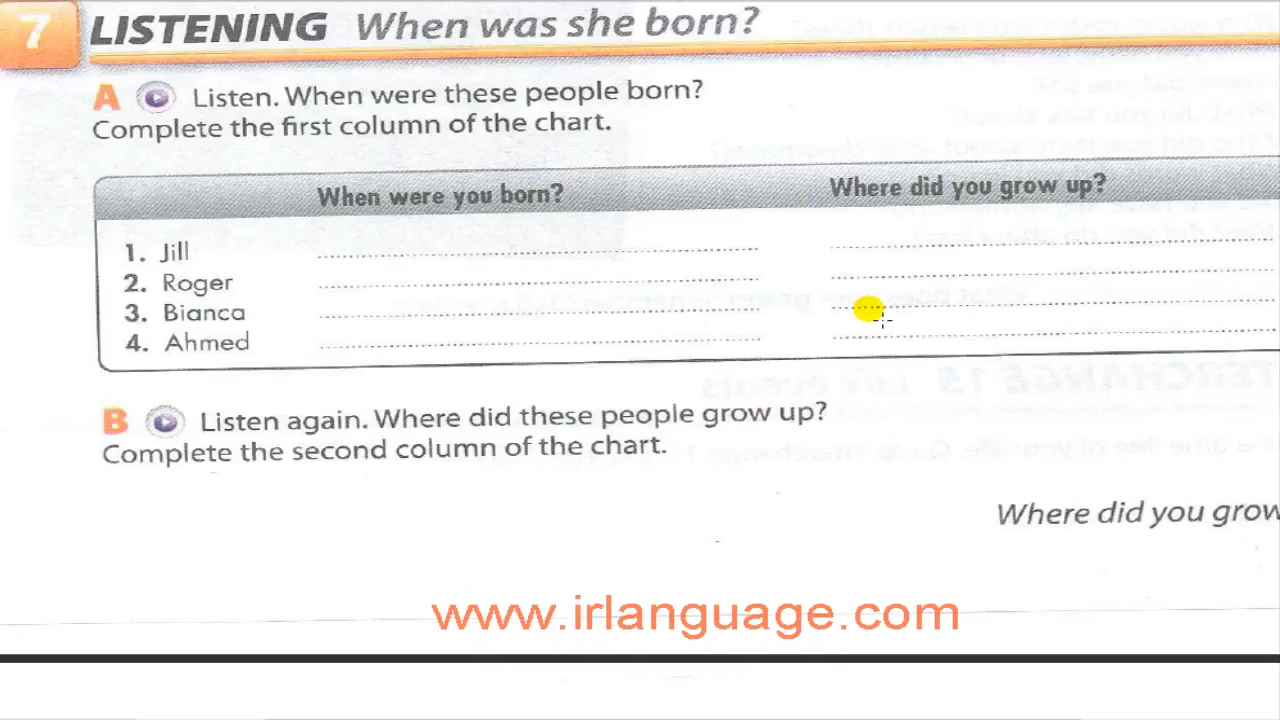 7 LISTENING When was she born?
A Listen. When were these people born?
Complete the first column of the chart.
When were you born? Where did you grow up?
1. Jill
2. Roger
3. Bianca
4. Ahmed
B Listen again. Where did these people grow up?
Complete the second column of the chart.
Where did you grow
www.irlanguage.com